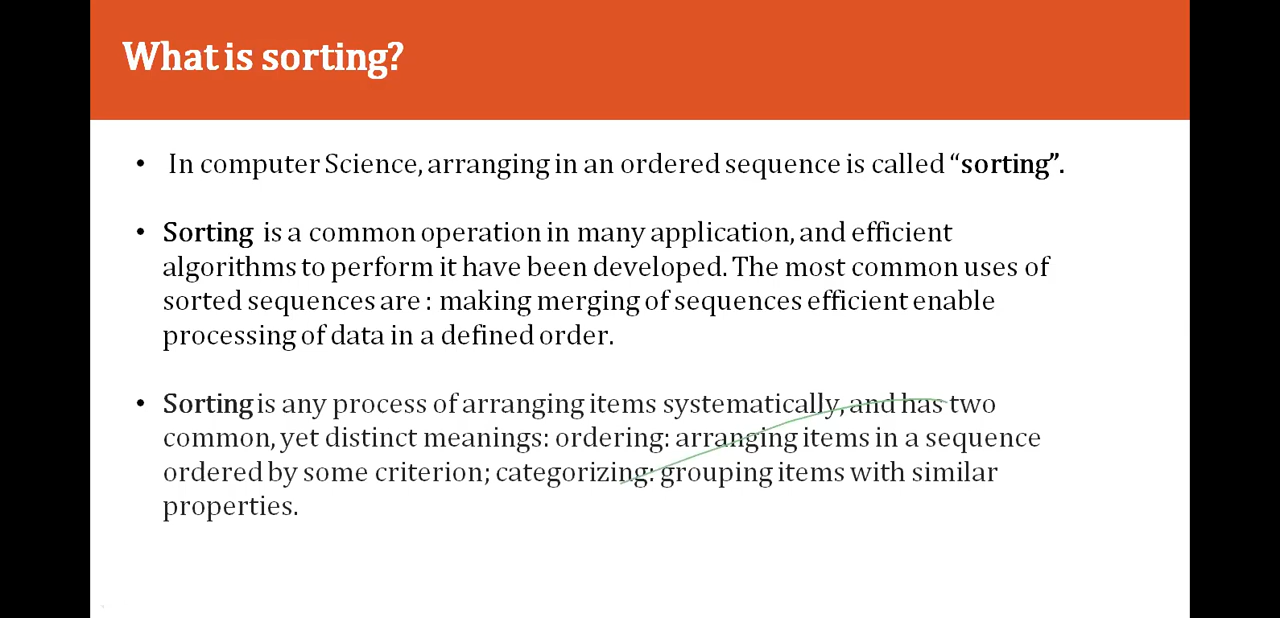 What is sorting?
• In computer Science, arranging in an ordered sequence is called “sorting”.
• Sorting is a common operation in many application, and efficient
algorithms to perform it have been developed. The most common uses of
sorted sequences are : making merging of sequences efficient enable
processing of data in a defined order.
• Sorting is any process of arranging items systematically, and has two
common, yet distinct meanings: ordering: arranging items in a sequence
ordered by some criterion; categorizing: grouping items with similar
properties.